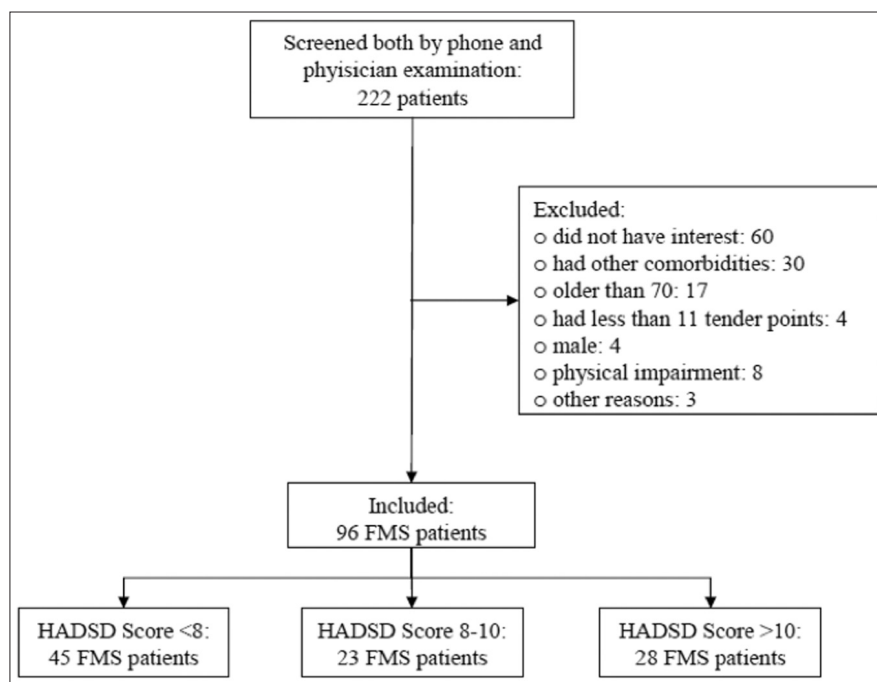 Screened both by phone and
phyisician examination:
222 patients
Excluded:
o did not have interest: 60
o had other comorbidities: 30
o older than 70: 17
o had less than 11 tender points: 4
o male: 4
o physical impairment: 8
o other reasons: 3
Included:
96 FMS patients
HADSD Score <8:
45 FMS patients
HADSD Score 8-10:
23 FMS patients
HADSD Score >10:
28 FMS patients